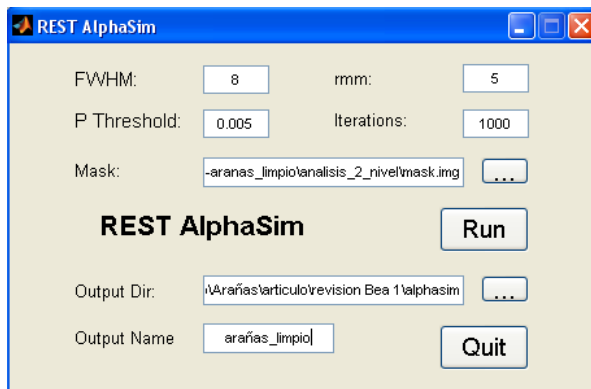 REST AlphaSim
FWHM: 8 rmm: 5
P Threshold: 0.005 Iterations: 1000
Mask: -aranas_limpio\analisis_2_nivel\mask.img ...
REST AlphaSim Run
Output Dir: \Arañas\articulo\revision Bea 1\alphasim ...
Output Name arañas_limpio Quit